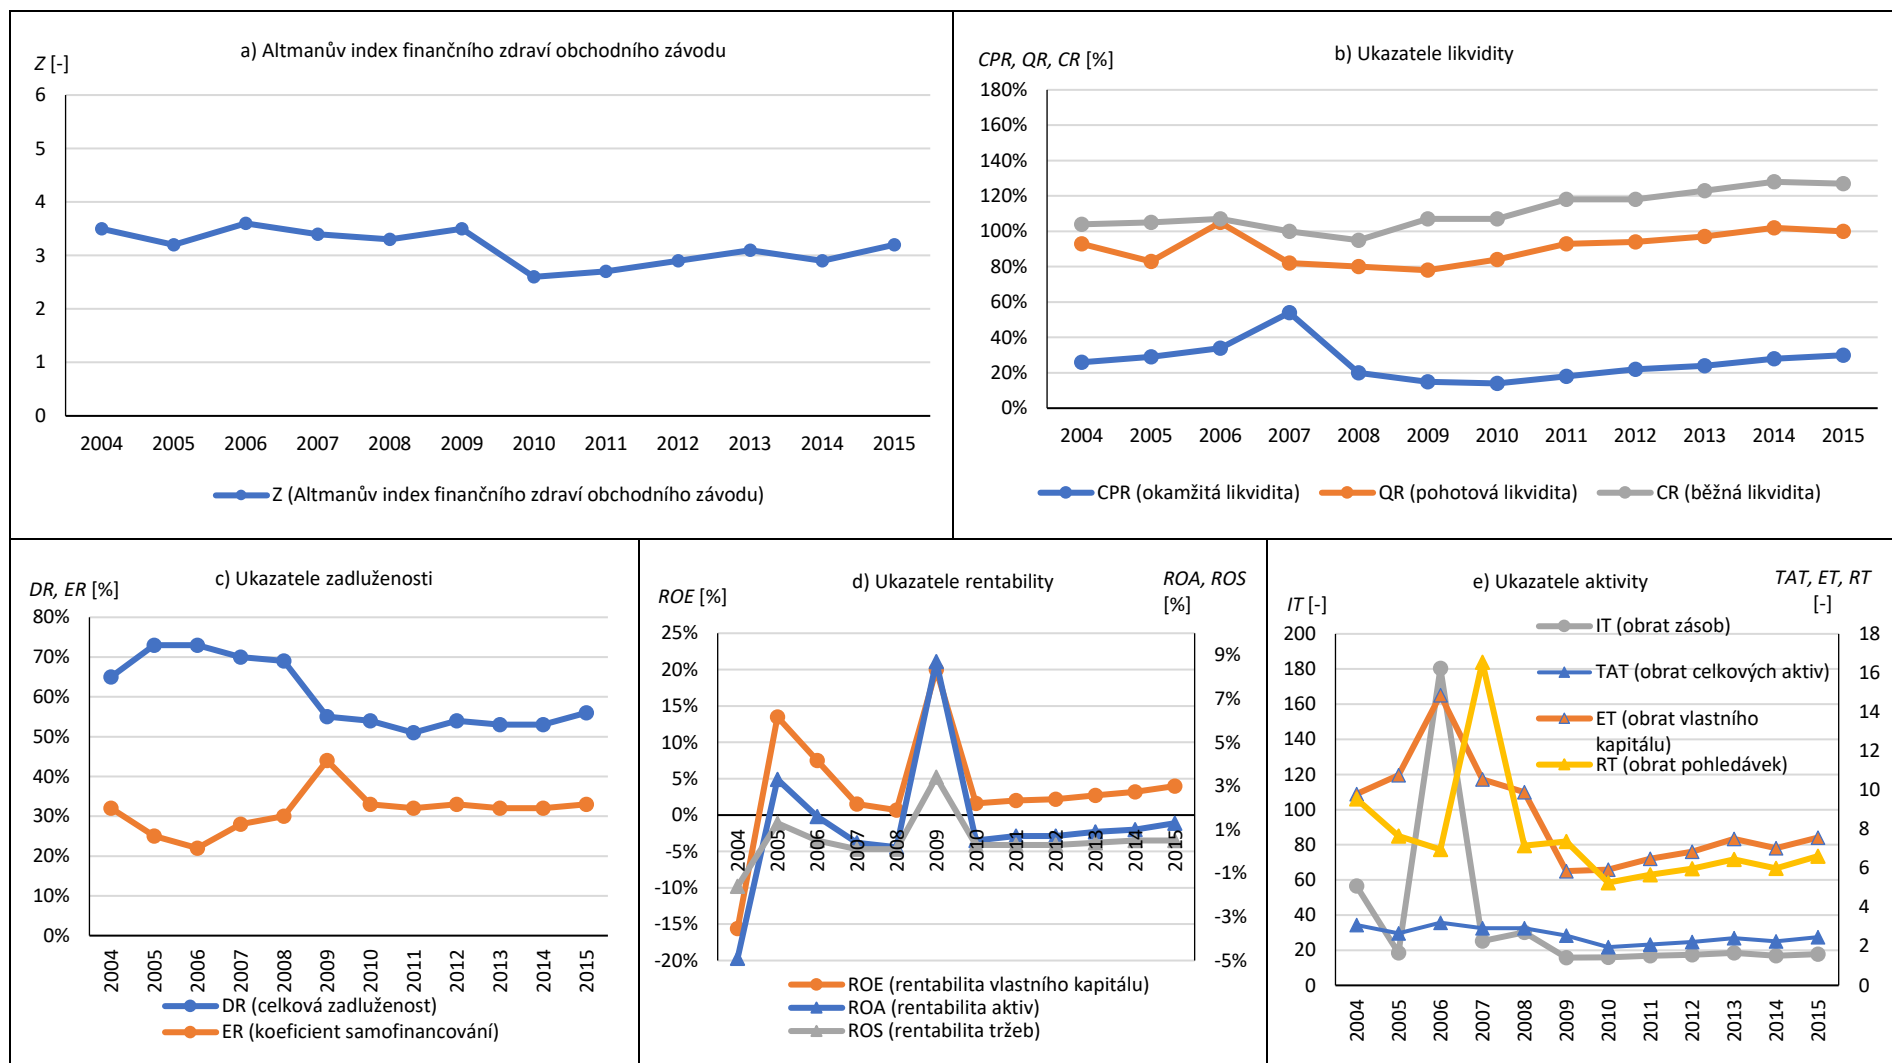 a) Altmanův index finančního zdraví obchodního závodu
Z [-]
6
5
4
3
2
1
0
2004 2005 2006 2007 2008 2009 2010 2011 2012 2013 2014 2015
Z (Altmanův index finančního zdraví obchodního závodu)
b) Ukazatele likvidity
CPR, QR, CR [%]
180%
160%
140%
120%
100%
80%
60%
40%
20%
0%
2004 2005 2006 2007 2008 2009 2010 2011 2012 2013 2014 2015
CPR (okamžitá likvidita) QR (pohotová likvidita) CR (běžná likvidita)
c) Ukazatele zadluženosti
DR, ER [%]
80%
70%
60%
50%
40%
30%
20%
10%
0%
2004 2005 2006 2007 2008 2009 2010 2011 2012 2013 2014 2015
DR (celková zadluženost)
ER (koeficient samofinancování)
d) Ukazatele rentability
ROE [%]
ROA, ROS
[%]
25%
20%
15%
10%
5%
0%
-5%
-10%
-15%
-20%
9%
7%
5%
3%
1%
-1%
-3%
-5%
2004 2005 2006 2007 2008 2009 2010 2011 2012 2013 2014 2015
ROE (rentabilita vlastního kapitálu)
ROA (rentabilita aktiv)
ROS (rentabilita tržeb)
e) Ukazatele aktivity
IT [-]
TAT, ET, RT
[-]
200
180
160
140
120
100
80
60
40
20
0
18
16
14
12
10
8
6
4
2
0
IT (obrat zásob)
TAT (obrat celkových aktiv)
ET (obrat vlastního
kapitálu)
RT (obrat pohledávek)
2004 2005 2006 2007 2008 2009 2010 2011 2012 2013 2014 2015